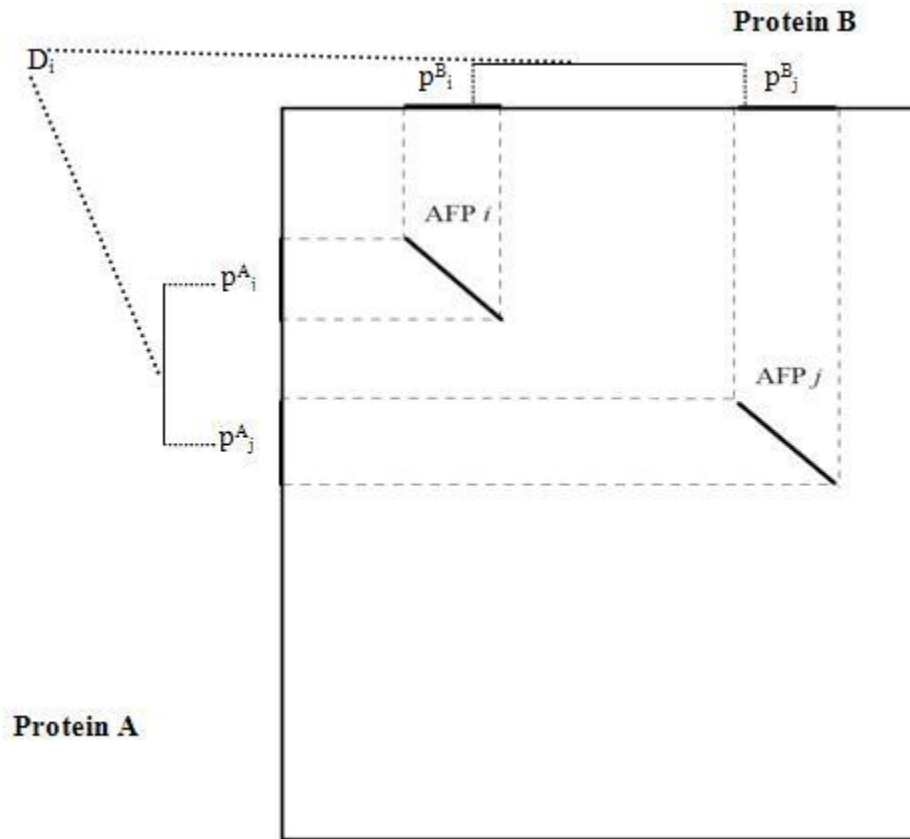 Protein B
Dᵢ
pᴮᵢ
pᴮⱼ
AFP i
pᴬᵢ
AFP j
pᴬⱼ
Protein A